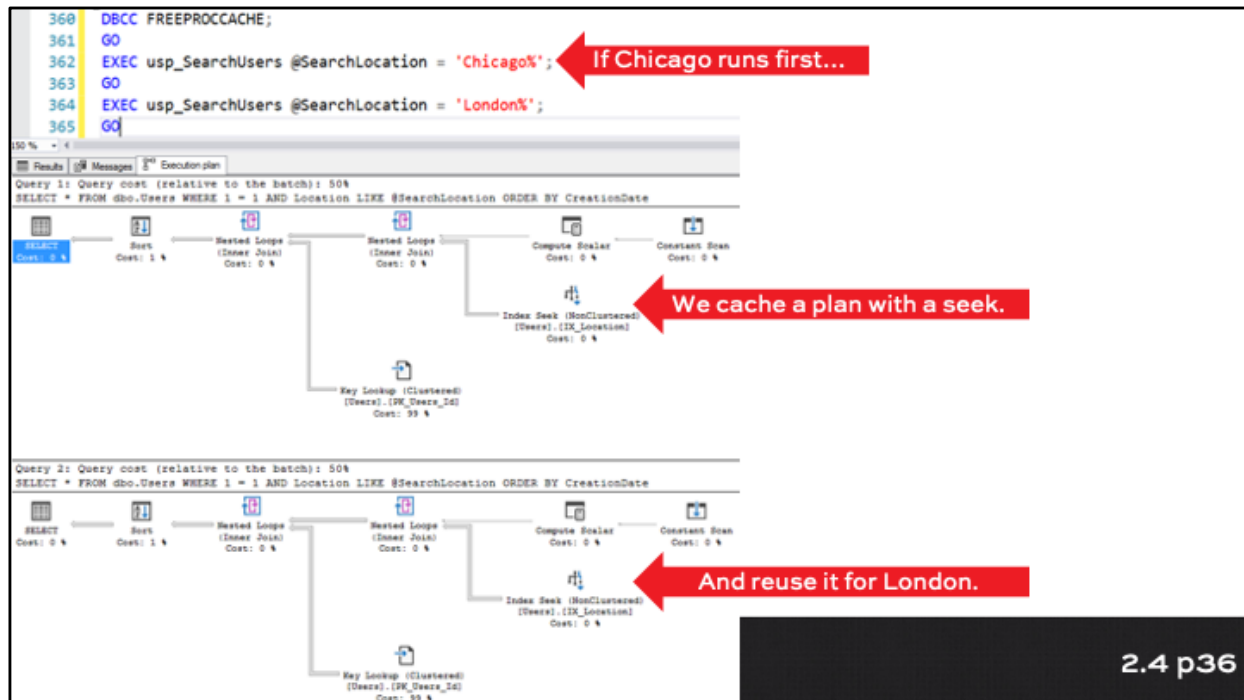 360 DBCC FREEPROCCACHE;
361 GO
362 EXEC usp_SearchUsers @SearchLocation = 'Chicago%';
If Chicago runs first...
363 GO
364 EXEC usp_SearchUsers @SearchLocation = 'London%';
365 GO
150 %
Results Messages Execution plan
Query 1: Query cost (relative to the batch): 50%
SELECT * FROM dbo.Users WHERE 1 = 1 AND Location LIKE @SearchLocation ORDER BY CreationDate
SELECT
Cost: 0 %
Sort
Cost: 1 %
Nested Loops
(Inner Join)
Cost: 0 %
Nested Loops
(Inner Join)
Cost: 0 %
Compute Scalar
Cost: 0 %
Constant Scan
Cost: 0 %
We cache a plan with a seek.
Index Seek (NonClustered)
[Users].[IX_Location]
Cost: 0 %
Key Lookup (Clustered)
[Users].[PK_Users_Id]
Cost: 99 %
Query 2: Query cost (relative to the batch): 50%
SELECT * FROM dbo.Users WHERE 1 = 1 AND Location LIKE @SearchLocation ORDER BY CreationDate
SELECT
Cost: 0 %
Sort
Cost: 1 %
Nested Loops
(Inner Join)
Cost: 0 %
Nested Loops
(Inner Join)
Cost: 0 %
Compute Scalar
Cost: 0 %
Constant Scan
Cost: 0 %
And reuse it for London.
Index Seek (NonClustered)
[Users].[IX_Location]
Cost: 0 %
Key Lookup (Clustered)
[Users].[PK_Users_Id]
Cost: 99 %
2.4 p36